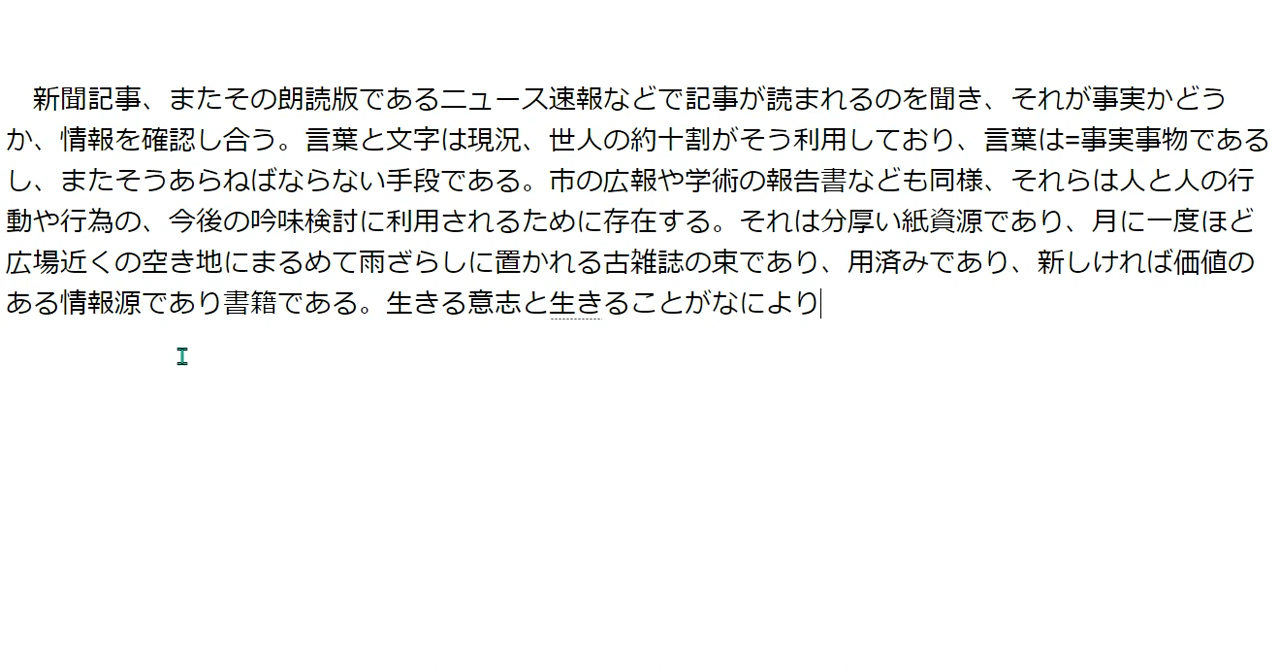 新聞記事、またその朗読版であるニュース速報などで記事が読まれるのを聞き、それが事実かどう
か、情報を確認し合う。言葉と文字は現況、世人の約十割がそう利用しており、言葉は=事実事物である
し、またそうあらねばならない手段である。市の広報や学術の報告書なども同様、それらは人と人の行
動や行為の、今後の吟味検討に利用されるために存在する。それは分厚い紙資源であり、月に一度ほど
広場近くの空き地にまるめて雨ざらしに置かれる古雑誌の束であり、用済みであり、新しければ価値の
ある情報源であり書籍である。生きる意志と生きることがなにより